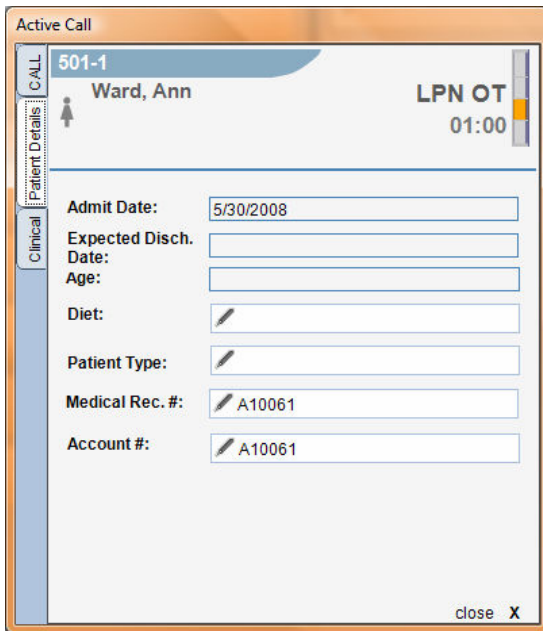 Active Call
CALL
Patient Details
Clinical
501-1
Ward, Ann
LPN OT
01:00
Admit Date: 5/30/2008
Expected Disch.
Date:
Age:
Diet:
Patient Type:
Medical Rec. #: A10061
Account #: A10061
close X